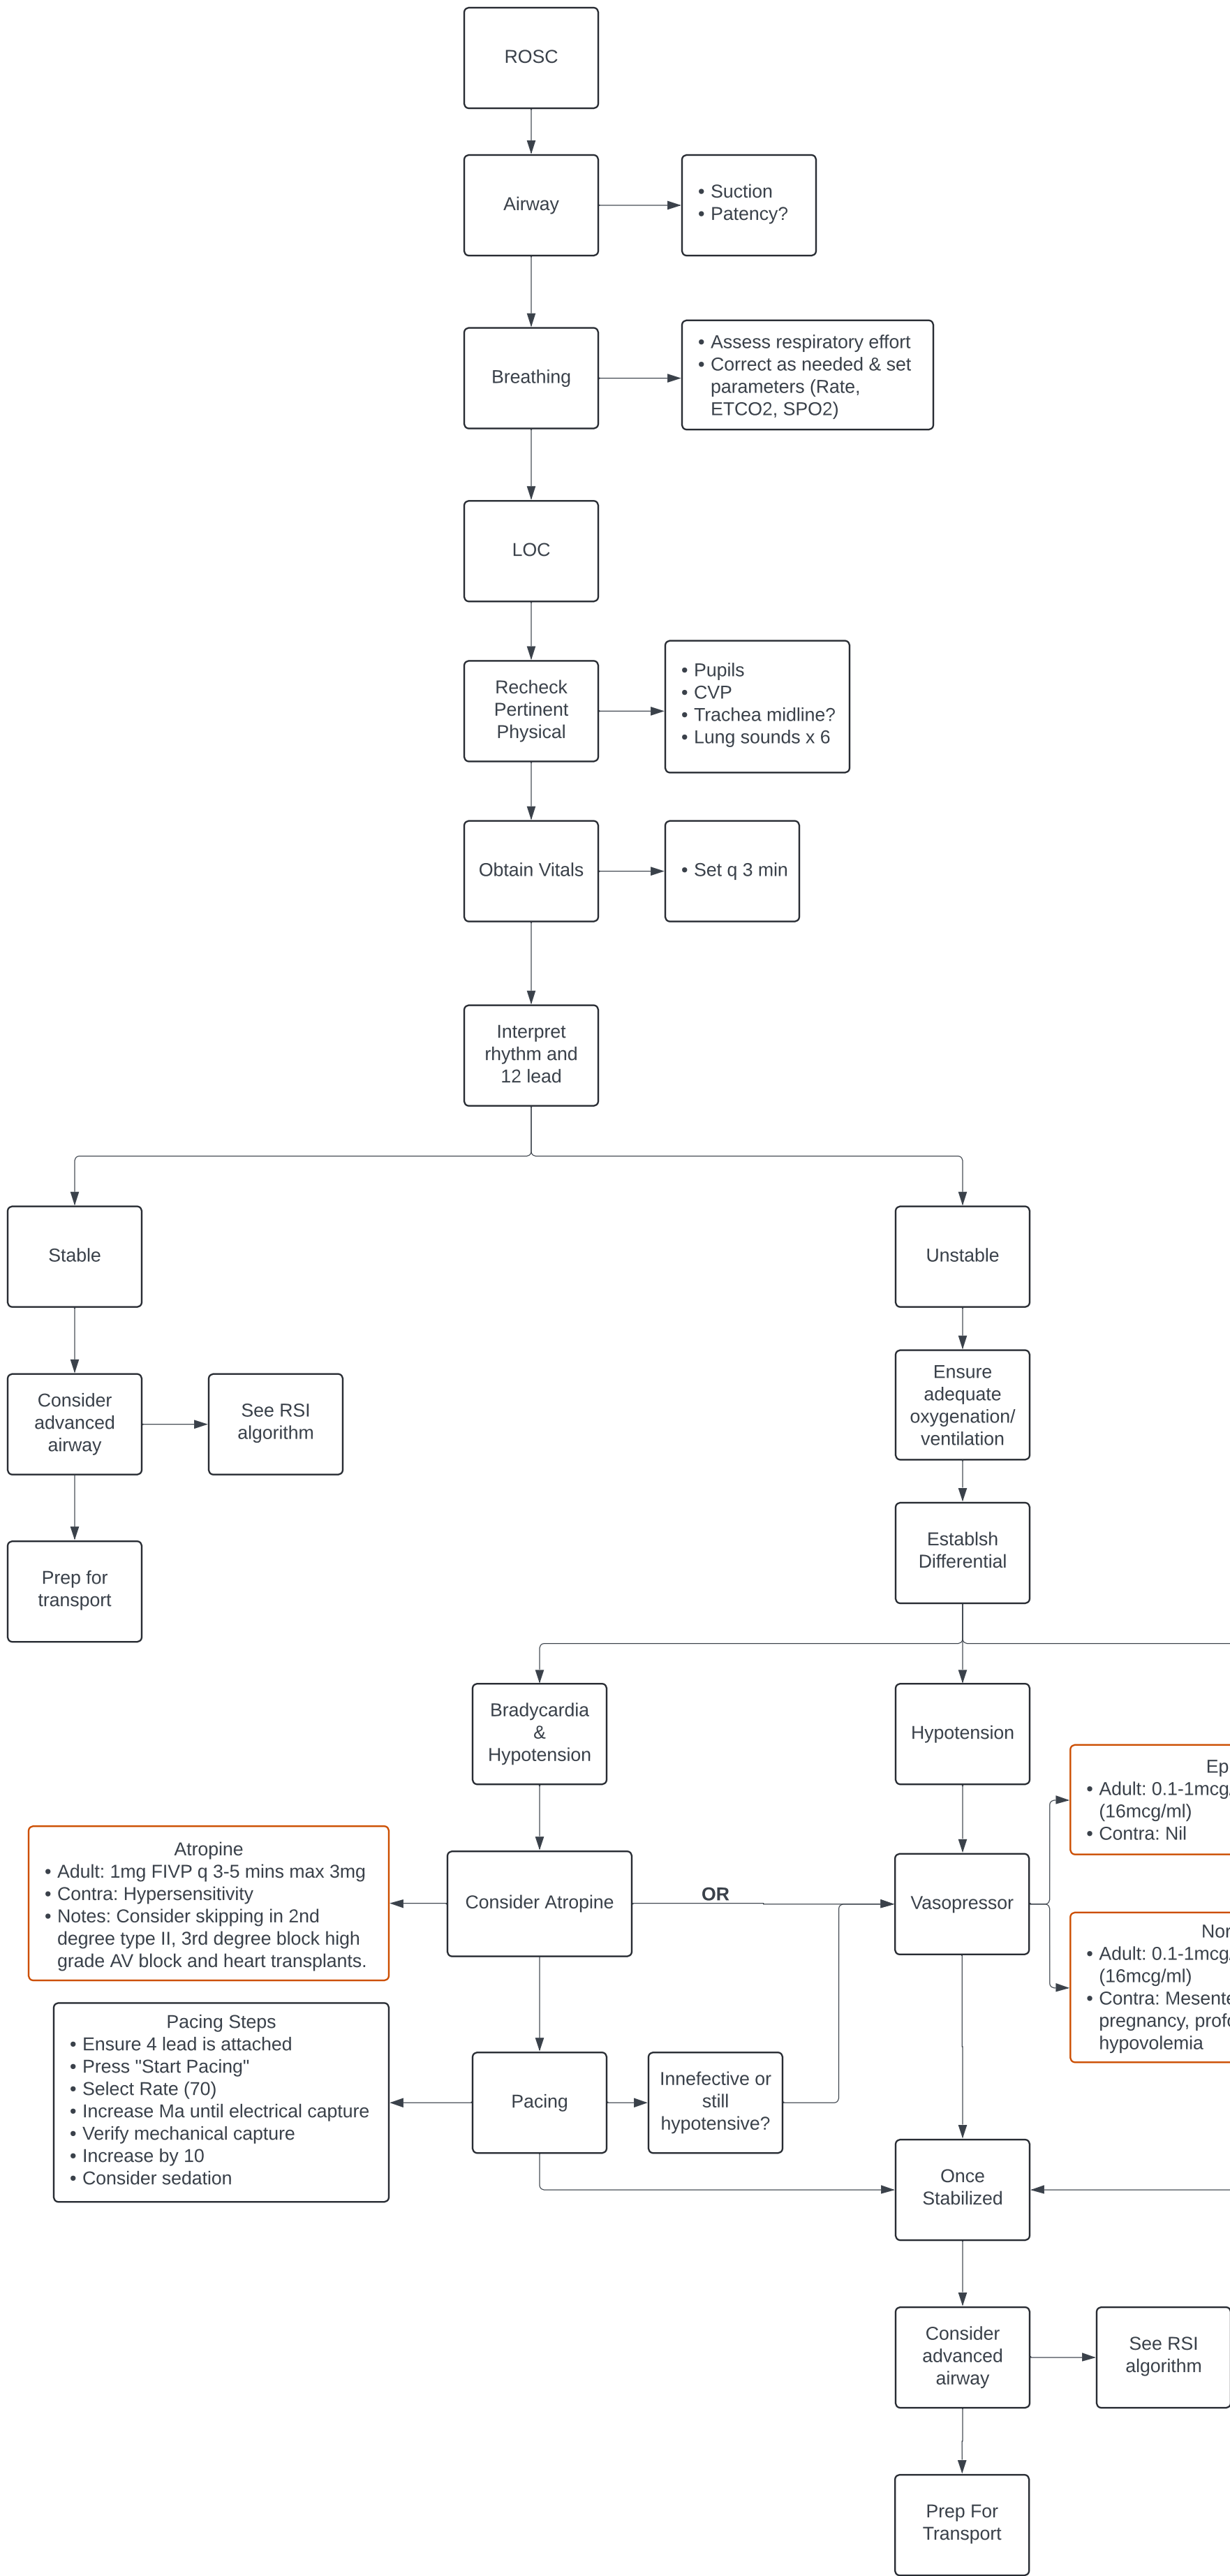 ROSC
Airway
• Suction
• Patency?
Breathing
• Assess respiratory effort
• Correct as needed & set
parameters (Rate,
ETCO2, SPO2)
LOC
Recheck
Pertinent
Physical
• Pupils
• CVP
• Trachea midline?
• Lung sounds x 6
Obtain Vitals
• Set q 3 min
Interpret
rhythm and
12 lead
Stable
Unstable
Consider
advanced
airway
See RSI
algorithm
Prep for
transport
Ensure
adequate
oxygenation/
ventilation
Establsh
Differential
Bradycardia
&
Hypotension
Hypotension
Atropine
• Adult: 1mg FIVP q 3-5 mins max 3mg
• Contra: Hypersensitivity
• Notes: Consider skipping in 2nd
degree type II, 3rd degree block high
grade AV block and heart transplants.
Consider Atropine
OR
Vasopressor
Ep
• Adult: 0.1-1mcg
(16mcg/ml)
• Contra: Nil
Nor
• Adult: 0.1-1mcg
(16mcg/ml)
• Contra: Mesente
pregnancy, prof
hypovolemia
Pacing Steps
• Ensure 4 lead is attached
• Press "Start Pacing"
• Select Rate (70)
• Increase Ma until electrical capture
• Verify mechanical capture
• Increase by 10
• Consider sedation
Pacing
Innefective or
still
hypotensive?
Once
Stabilized
Consider
advanced
airway
See RSI
algorithm
Prep For
Transport